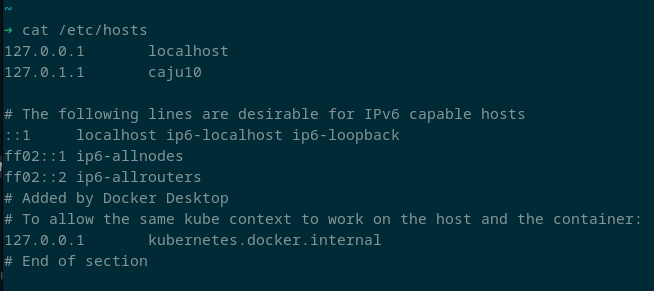 ~
→ cat /etc/hosts
127.0.0.1       localhost
127.0.1.1       caju10

# The following lines are desirable for IPv6 capable hosts
::1     localhost ip6-localhost ip6-loopback
ff02::1 ip6-allnodes
ff02::2 ip6-allrouters
# Added by Docker Desktop
# To allow the same kube context to work on the host and the container:
127.0.0.1       kubernetes.docker.internal
# End of section